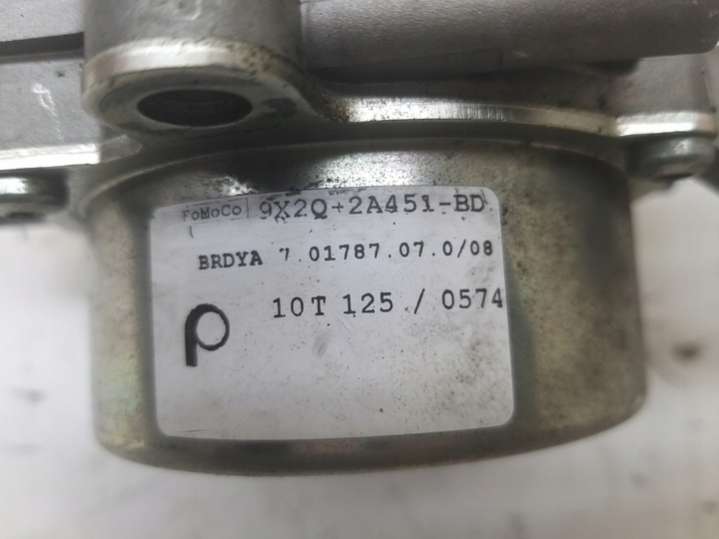 FoMoCo 9X2Q-2A451-BD
BRDYA 7.01787.07.0/08
10T 125 / 0574